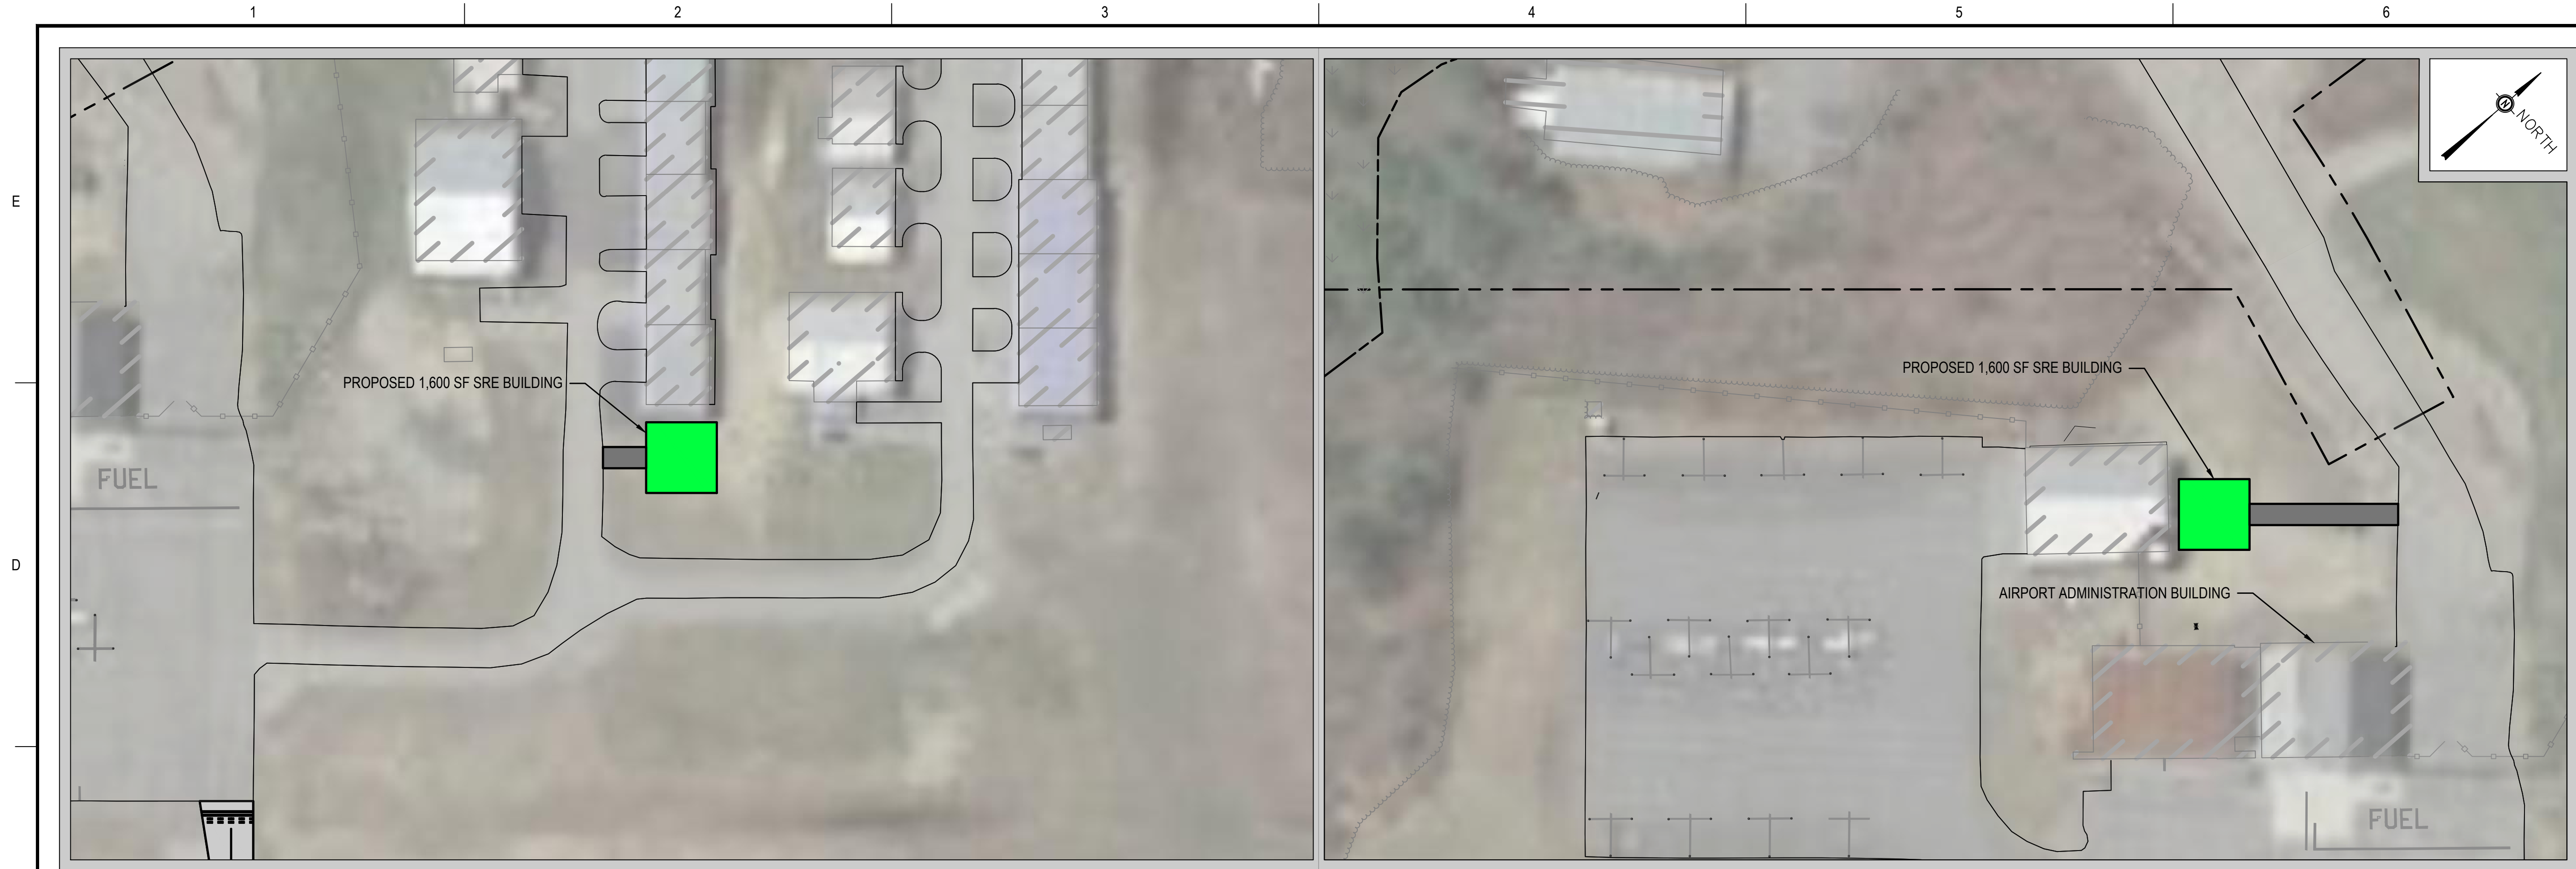 1 2 3 4 5 6
E
D
N
NORTH
PROPOSED 1,600 SF SRE BUILDING
FUEL
PROPOSED 1,600 SF SRE BUILDING
AIRPORT ADMINISTRATION BUILDING
FUEL